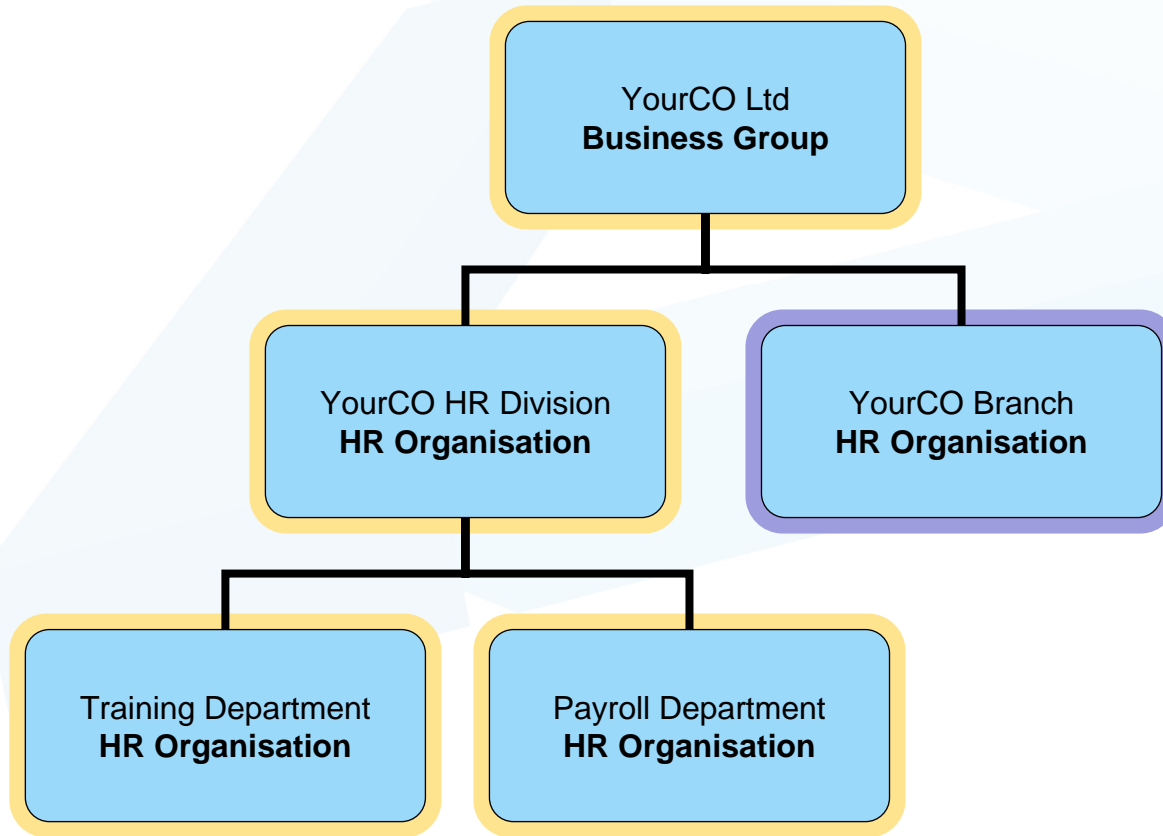 YourCO Ltd
Business Group
YourCO HR Division
HR Organisation
YourCO Branch
HR Organisation
Training Department
HR Organisation
Payroll Department
HR Organisation